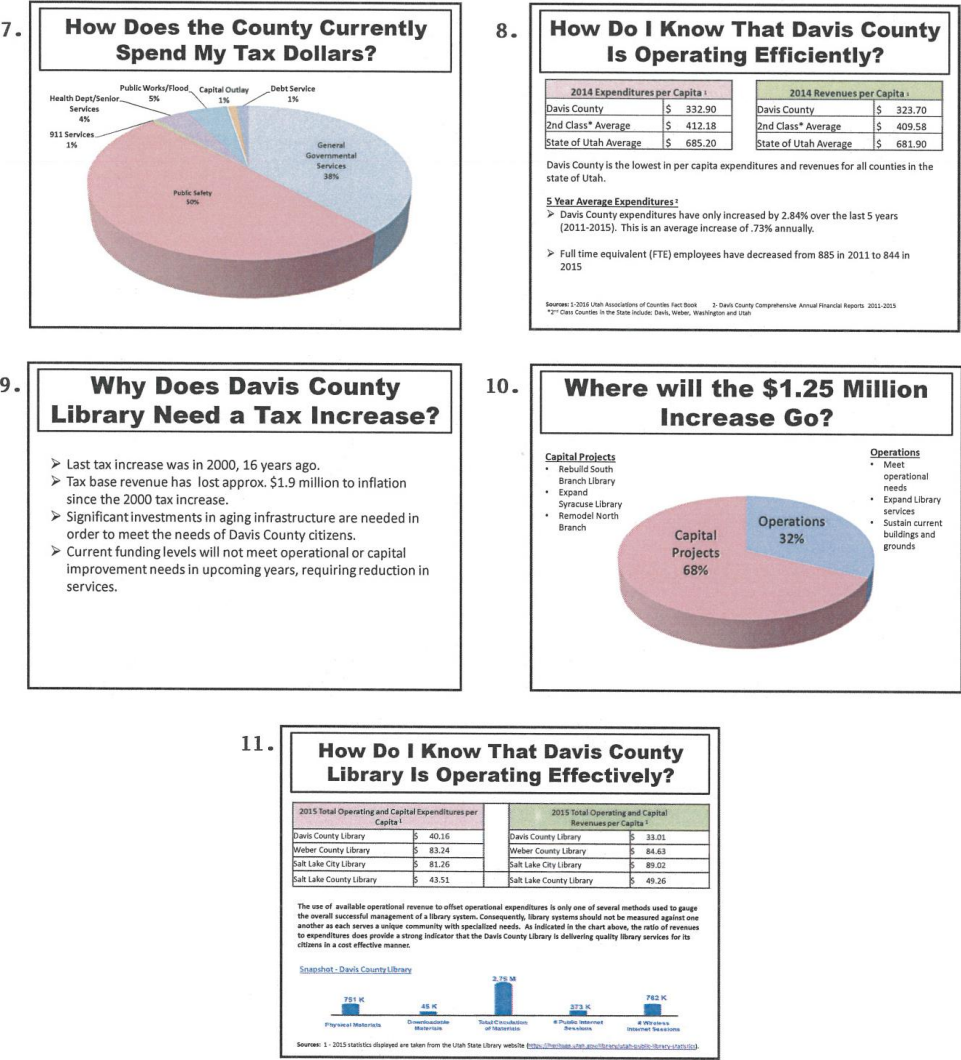 7.
How Does the County Currently
Spend My Tax Dollars?
Public Works/Flood
5%
Capital Outlay
1%
Debt Service
1%
Health Dept/Senior
Services
4%
911 Services
1%
General
Governmental
Services
38%
Public Safety
50%
8.
How Do I Know That Davis County
Is Operating Efficiently?
2014 Expenditures per Capita 1
Davis County $ 332.90
2nd Class* Average $ 412.18
State of Utah Average $ 685.20
2014 Revenues per Capita 1
Davis County $ 323.70
2nd Class* Average $ 409.58
State of Utah Average $ 681.90
Davis County is the lowest in per capita expenditures and revenues for all counties in the
state of Utah.
5 Year Average Expenditures 2
➢ Davis County expenditures have only increased by 2.84% over the last 5 years
(2011-2015). This is an average increase of .73% annually.
➢ Full time equivalent (FTE) employees have decreased from 885 in 2011 to 844 in
2015
Sources: 1-2016 Utah Associations of Counties Fact Book 2- Davis County Comprehensive Annual Financial Reports 2011-2015
*2nd Class Counties in the State include: Davis, Weber, Washington and Utah
9.
Why Does Davis County
Library Need a Tax Increase?
➢ Last tax increase was in 2000, 16 years ago.
➢ Tax base revenue has lost approx. $1.9 million to inflation
since the 2000 tax increase.
➢ Significant investments in aging infrastructure are needed in
order to meet the needs of Davis County citizens.
➢ Current funding levels will not meet operational or capital
improvement needs in upcoming years, requiring reduction in
services.
10.
Where will the $1.25 Million
Increase Go?
Capital Projects
• Rebuild South
Branch Library
• Expand
Syracuse Library
• Remodel North
Branch
Operations
• Meet
operational
needs
• Expand Library
services
• Sustain current
buildings and
grounds
Capital
Projects
68%
Operations
32%
11.
How Do I Know That Davis County
Library Is Operating Effectively?
2015 Total Operating and Capital Expenditures per
Capita 1
Davis County Library $ 40.16
Weber County Library $ 83.24
Salt Lake City Library $ 81.26
Salt Lake County Library $ 43.51
2015 Total Operating and Capital
Revenues per Capita 1
Davis County Library $ 33.01
Weber County Library $ 84.63
Salt Lake City Library $ 89.02
Salt Lake County Library $ 49.26
The use of available operational revenue to offset operational expenditures is only one of several methods used to gauge
the overall successful management of a library system. Consequently, library systems should not be measured against one
another as each serves a unique community with specialized needs. As indicated in the chart above, the ratio of revenues
to expenditures does provide a strong indicator that the Davis County Library is delivering quality library services for its
citizens in a cost effective manner.
Snapshot - Davis County Library
751 K
Physical Materials
45 K
Downloadable
Materials
2.75 M
Total Circulation
of Materials
373 K
# Public Internet
Sessions
782 K
# Wireless
Internet Sessions
Sources: 1 - 2015 statistics displayed are taken from the Utah State Library website (https://heritage.utah.gov/library/utah-public-library-statistics).